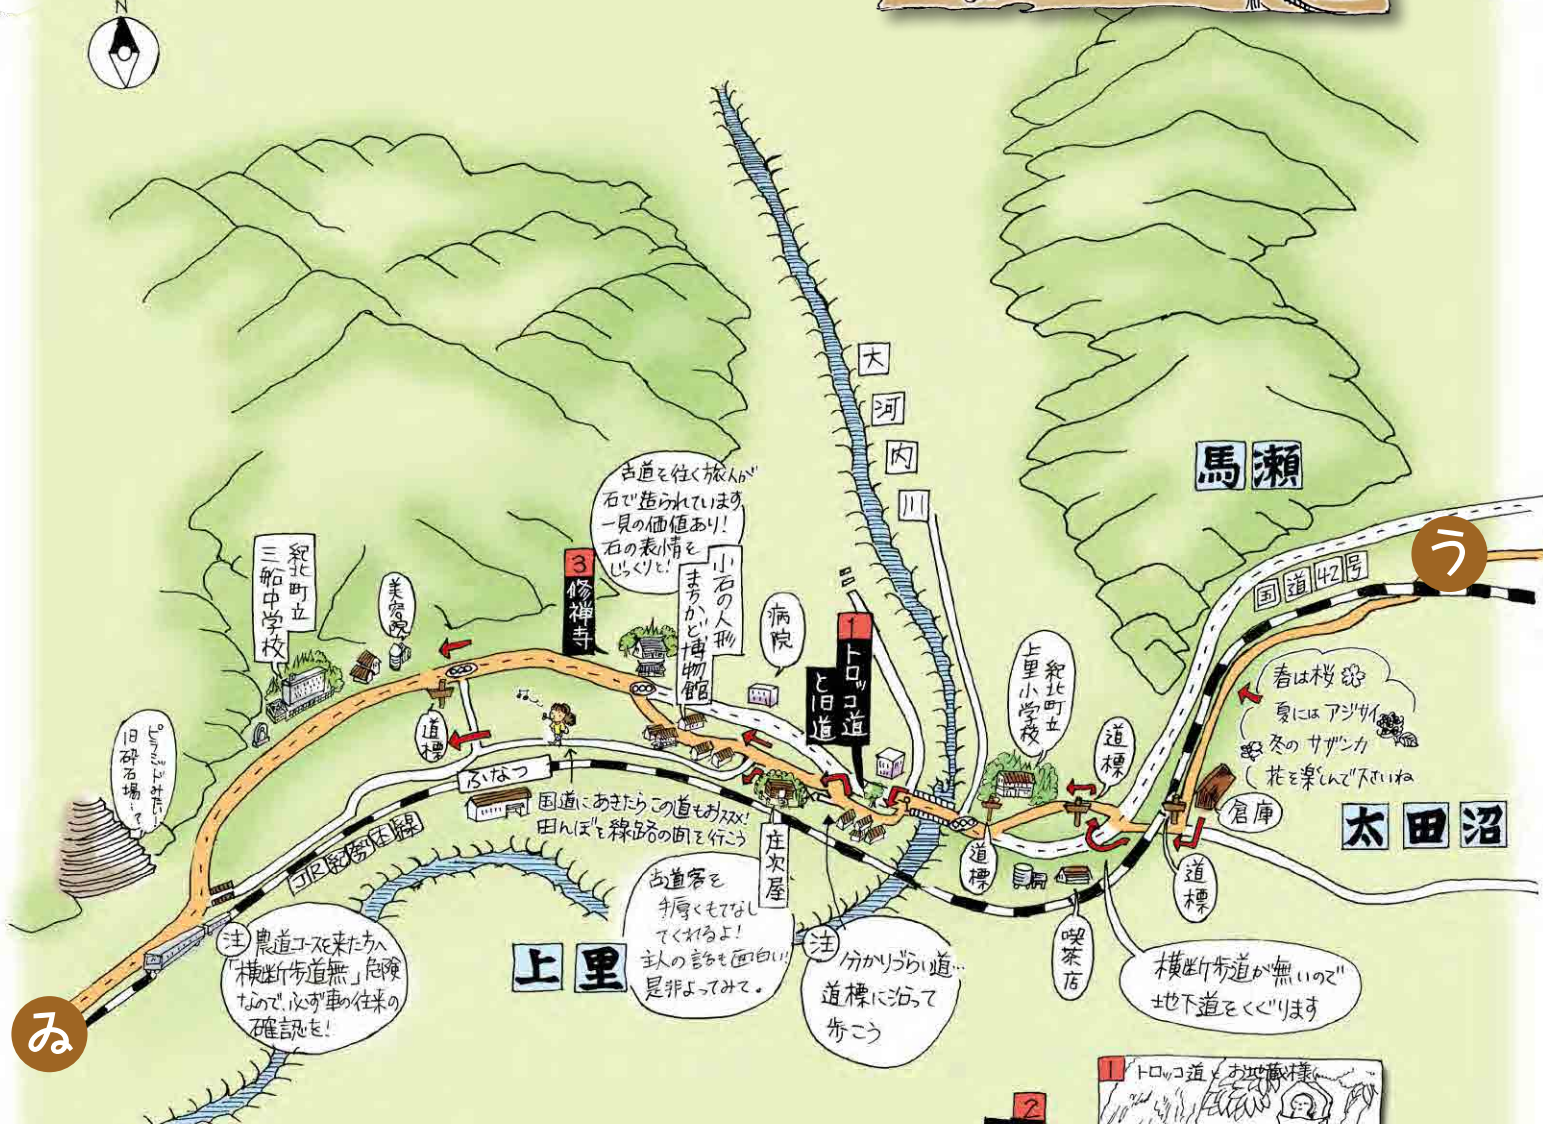 N
大河内川
馬瀬
う
国道42号
古道を往く旅人が
石で造られています
一見の価値あり!
石の表情を
じっくりと!
3
修禅寺
小石の人形
まちかど博物館
病院
1
トロッコ道
と旧道
紀北町立
上里小学校
道標
春は桜
夏にはアジサイ
冬のサザンカ
花を楽しんで下さいね
倉庫
太田沼
道標
紀北町立
三船中学校
美容院
道標
ピラミッドみたい!
旧砕石場…て
ふなつ
国道にあきたらこの道もおススメ!
田んぼと線路の間を行こう
JR紀勢本線
庄次屋
道標
喫茶店
上里
古道客を
手厚くもてなし
てくれるよ!
主人の話も面白い!
是非よってみて。
注
分かりづらい道…
道標に沿って
歩こう
横断歩道が無いので
地下道をくぐります
注
農道コースを来た方へ
「横断歩道無」危険
なので、必ず車の往来の
確認を!
ゐ
1
トロッコ道とお地蔵様
2